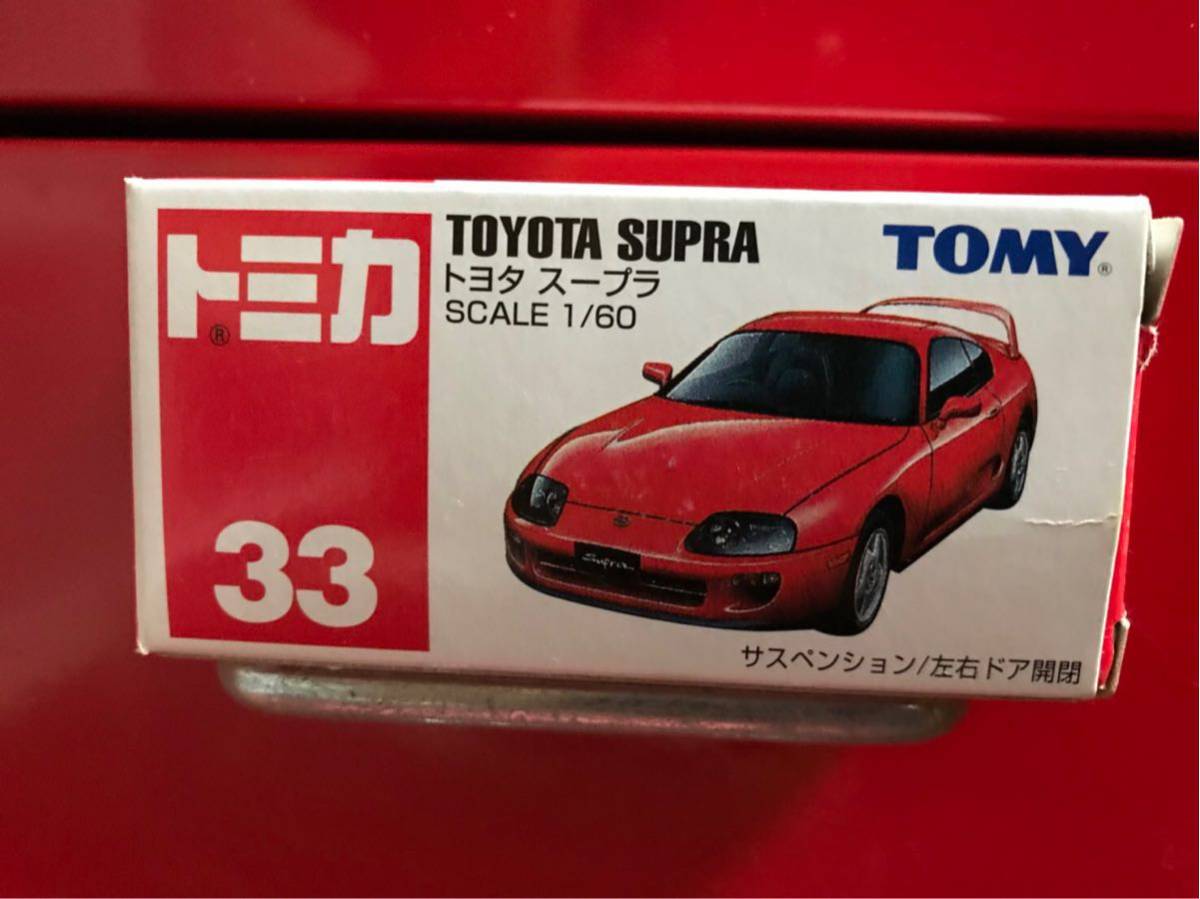 トミカ®
33
TOYOTA SUPRA
トヨタ スープラ
SCALE 1/60
TOMY®
Supra
サスペンション/左右ドア開閉